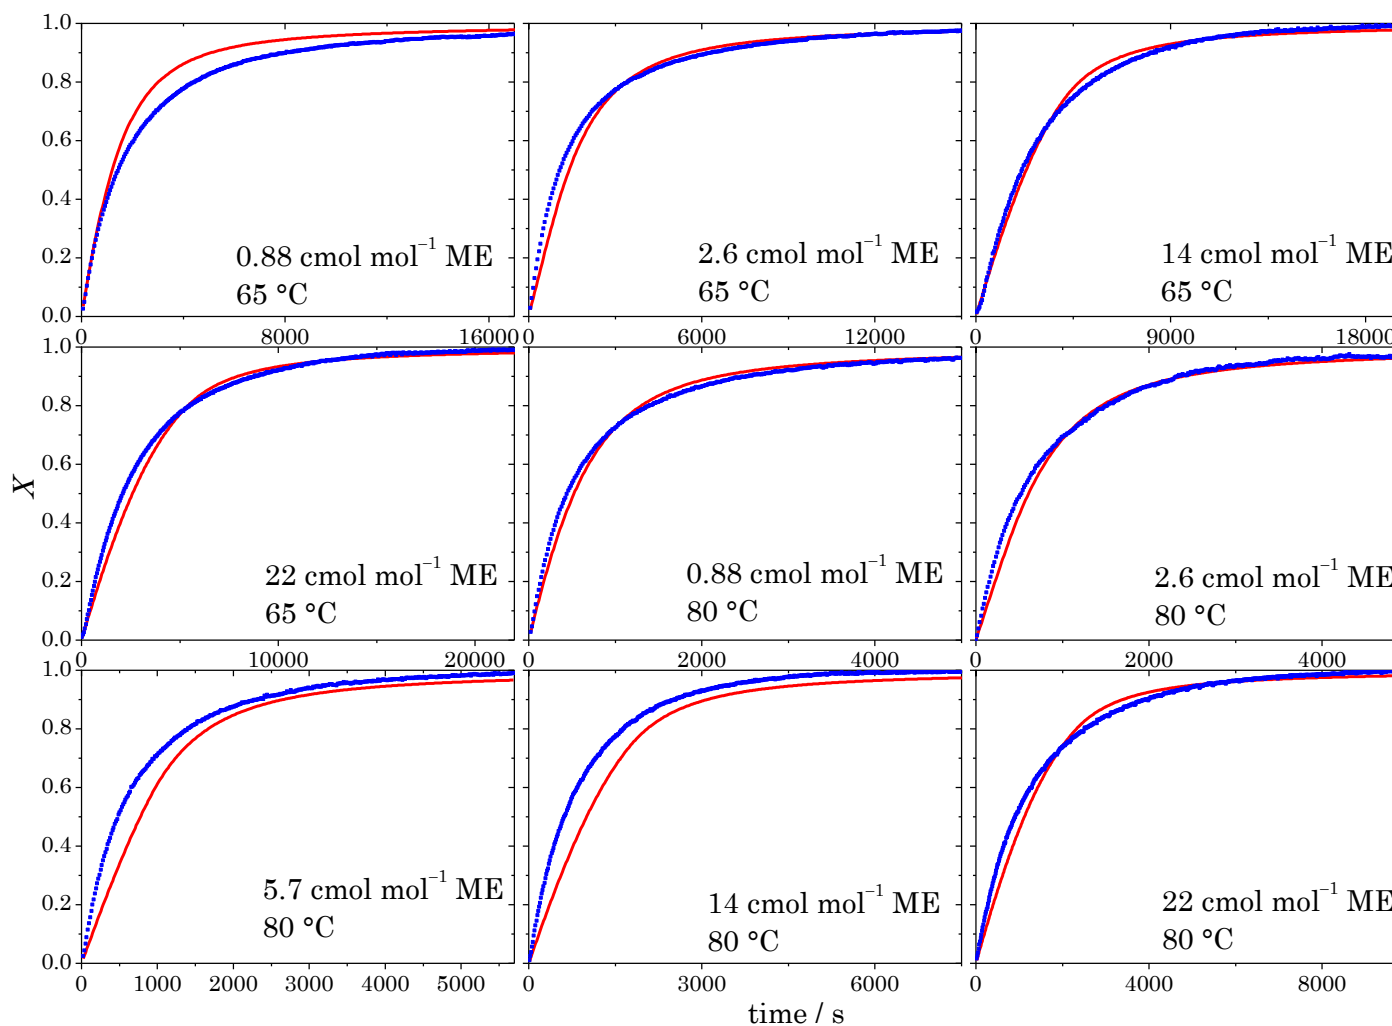 1.0
0.8
0.6
0.4
0.2
0.0
0.88 cmol mol⁻¹ ME
65 °C
0 8000 16000
2.6 cmol mol⁻¹ ME
65 °C
0 6000 12000
14 cmol mol⁻¹ ME
65 °C
0 9000 18000
X
1.0
0.8
0.6
0.4
0.2
0.0
22 cmol mol⁻¹ ME
65 °C
0 10000 20000
0.88 cmol mol⁻¹ ME
80 °C
0 2000 4000
2.6 cmol mol⁻¹ ME
80 °C
0 2000 4000
1.0
0.8
0.6
0.4
0.2
0.0
5.7 cmol mol⁻¹ ME
80 °C
0 1000 2000 3000 4000 5000
14 cmol mol⁻¹ ME
80 °C
0 3000 6000
22 cmol mol⁻¹ ME
80 °C
0 4000 8000
time / s